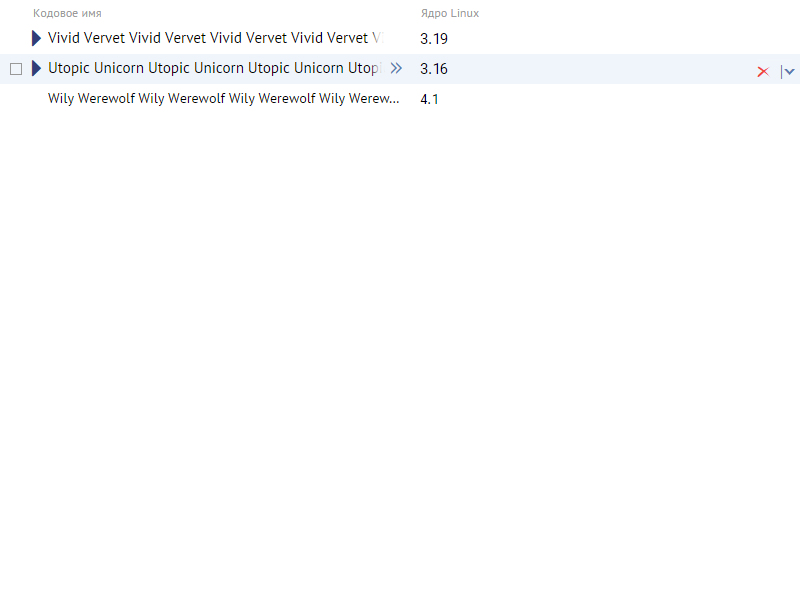 Кодовое имя Ядро Linux
Vivid Vervet Vivid Vervet Vivid Vervet Vivid Vervet V 3.19
Utopic Unicorn Utopic Unicorn Utopic Unicorn Utopi 3.16
Wily Werewolf Wily Werewolf Wily Werewolf Wily Werew... 4.1